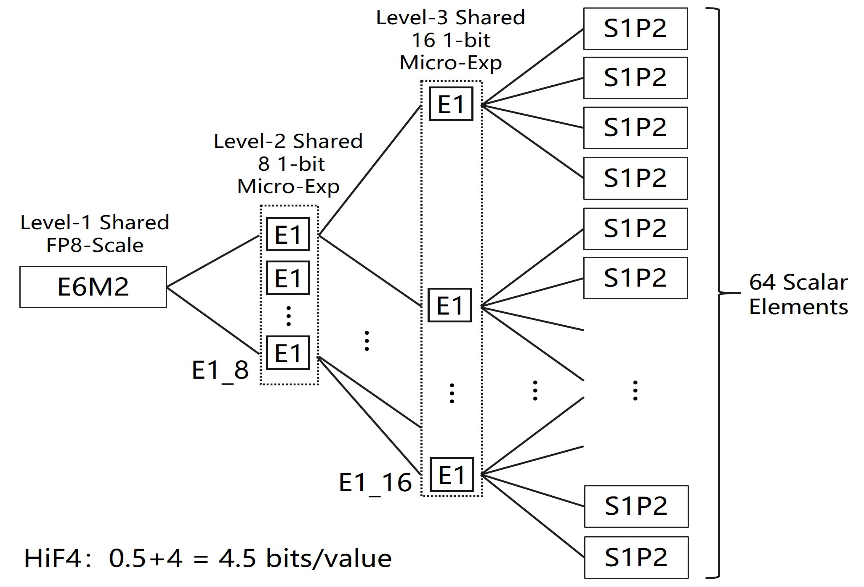 Level-3 Shared
16 1-bit
Micro-Exp
S1P2
S1P2
S1P2
S1P2
S1P2
S1P2
E1
Level-2 Shared
8 1-bit
Micro-Exp
Level-1 Shared
FP8-Scale
E6M2
E1
E1
...
E1
E1_8
E1
...
...
...
...
E1
E1_16
S1P2
S1P2
64 Scalar
Elements
HiF4: 0.5+4 = 4.5 bits/value